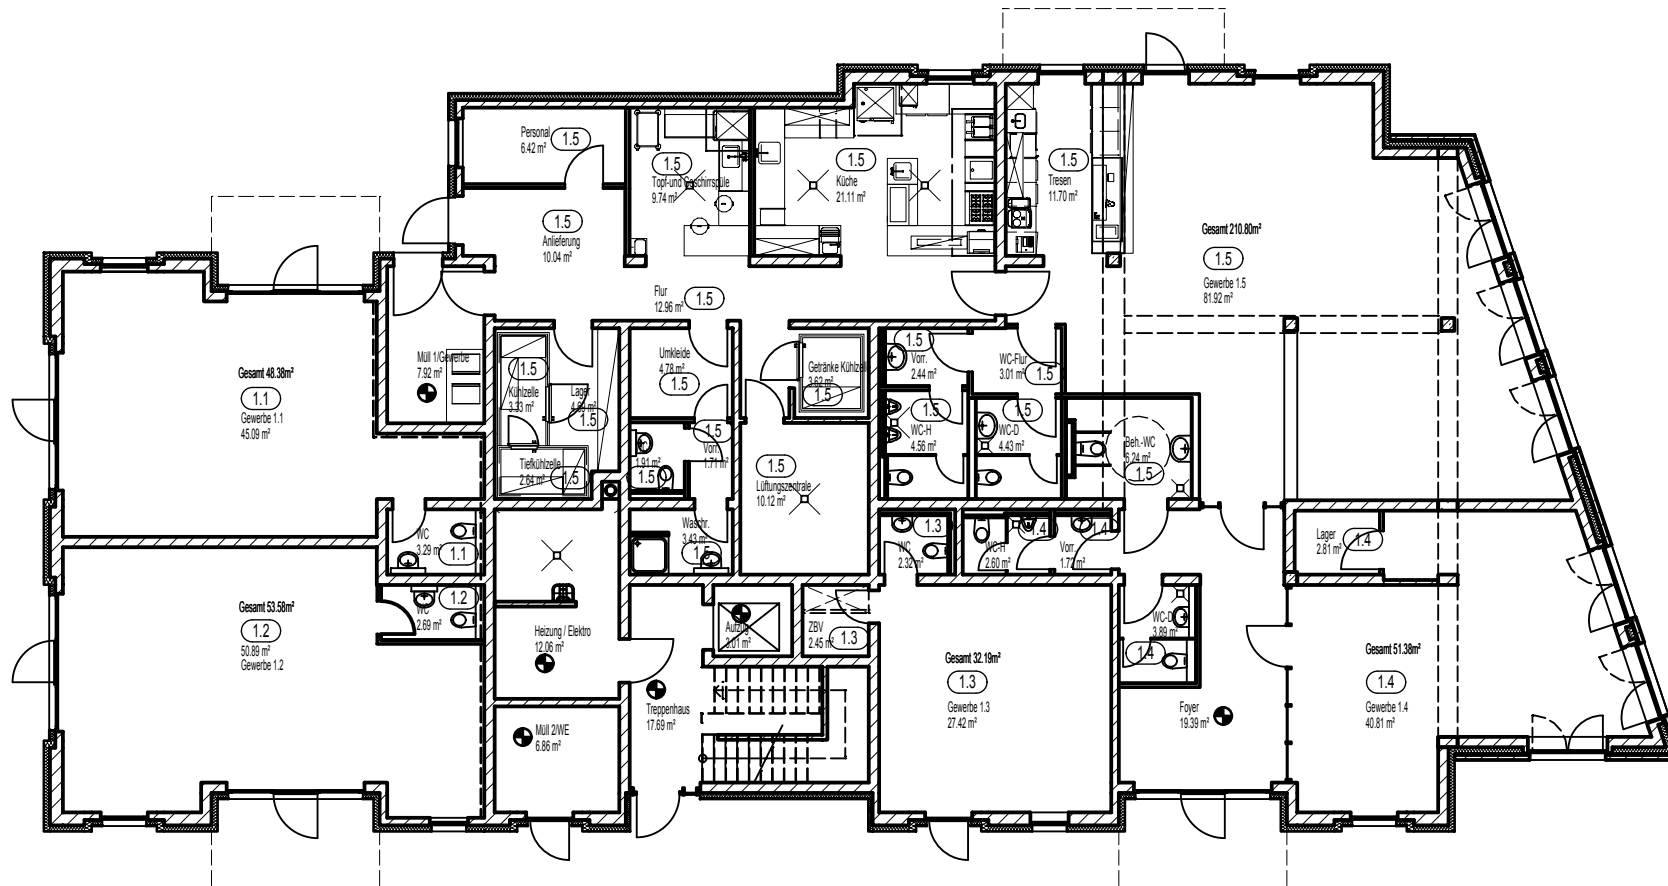 Personal
6.42 m²
1.5
1.5
Topf-und Geschirrspüle
9.74 m²
1.5
Küche
21.11 m²
1.5
Tresen
11.70 m²
1.5
Anlieferung
10.04 m²
Gesamt 210.80m²
1.5
Gewerbe 1.5
81.92 m²
Flur
12.96 m²
1.5
Gesamt 48.38m²
1.1
Gewerbe 1.1
45.09 m²
Müll 1/Gewerbe
7.92 m²
1.5
Kühlzelle
3.33 m²
Lager
4.69 m²
1.5
Tiefkühlzelle
2.64 m²
1.5
Umkleide
4.78 m²
1.5
1.5
Vorr.
1.71 m²
1.91 m²
1.5
Getränke Kühlzelle
3.62 m²
1.5
1.5
Lüftungszentrale
10.12 m²
1.5
Vorr.
2.44 m²
WC-Flur
3.01 m²
1.5
1.5
WC-H
4.56 m²
1.5
WC-D
4.43 m²
Beh.-WC
6.24 m²
1.5
WC
3.29 m²
1.1
1.2
WC
2.69 m²
Waschr.
3.43 m²
1.5
1.3
WC
2.32 m²
1.4
WC-H
2.60 m²
1.4
Vorr.
1.72 m²
Lager
2.81 m²
1.4
Gesamt 53.58m²
1.2
50.89 m²
Gewerbe 1.2
Heizung / Elektro
12.06 m²
Aufzug
3.01 m²
ZBV
2.45 m²
1.3
WC-D
3.89 m²
1.4
Gesamt 32.19m²
1.3
Gewerbe 1.3
27.42 m²
Gesamt 51.38m²
1.4
Gewerbe 1.4
40.81 m²
Treppenhaus
17.69 m²
Müll 2/WE
6.86 m²
Foyer
19.39 m²